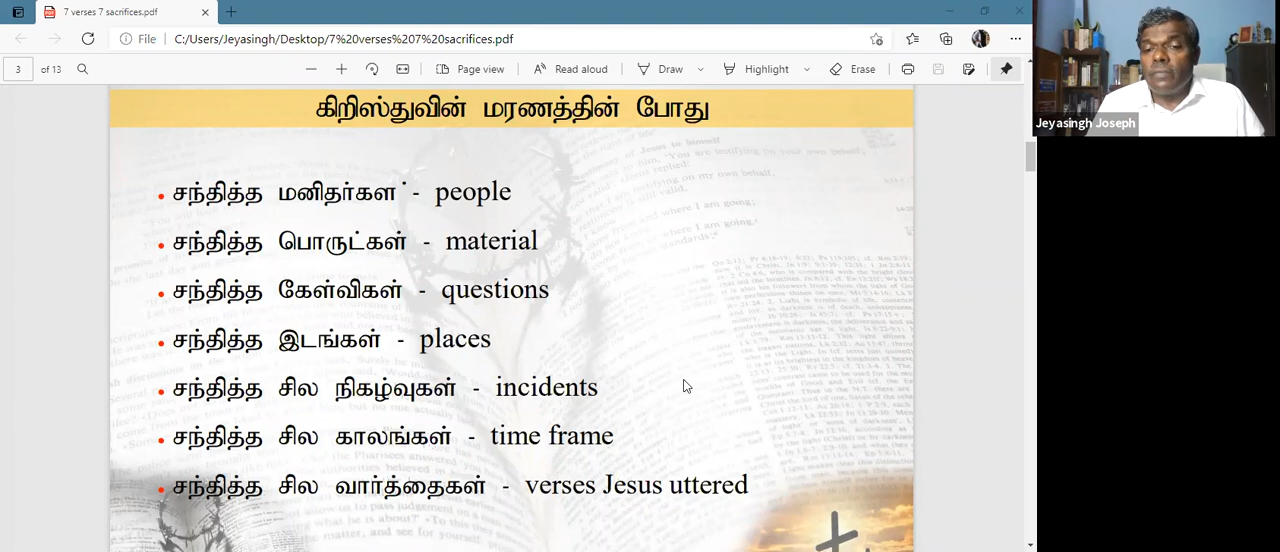 7 verses 7 sacrifices.pdf
File C:/Users/Jeyasingh/Desktop/7%20verses%207%20sacrifices.pdf
3 of 13 Page view Read aloud Draw Highlight Erase
Jeyasingh Joseph
கிறிஸ்துவின் மரணத்தின் போது
• சந்தித்த மனிதர்கள் - people
• சந்தித்த பொருட்கள் - material
• சந்தித்த கேள்விகள் - questions
• சந்தித்த இடங்கள் - places
• சந்தித்த சில நிகழ்வுகள் - incidents
• சந்தித்த சில காலங்கள் - time frame
• சந்தித்த சில வார்த்தைகள் - verses Jesus uttered